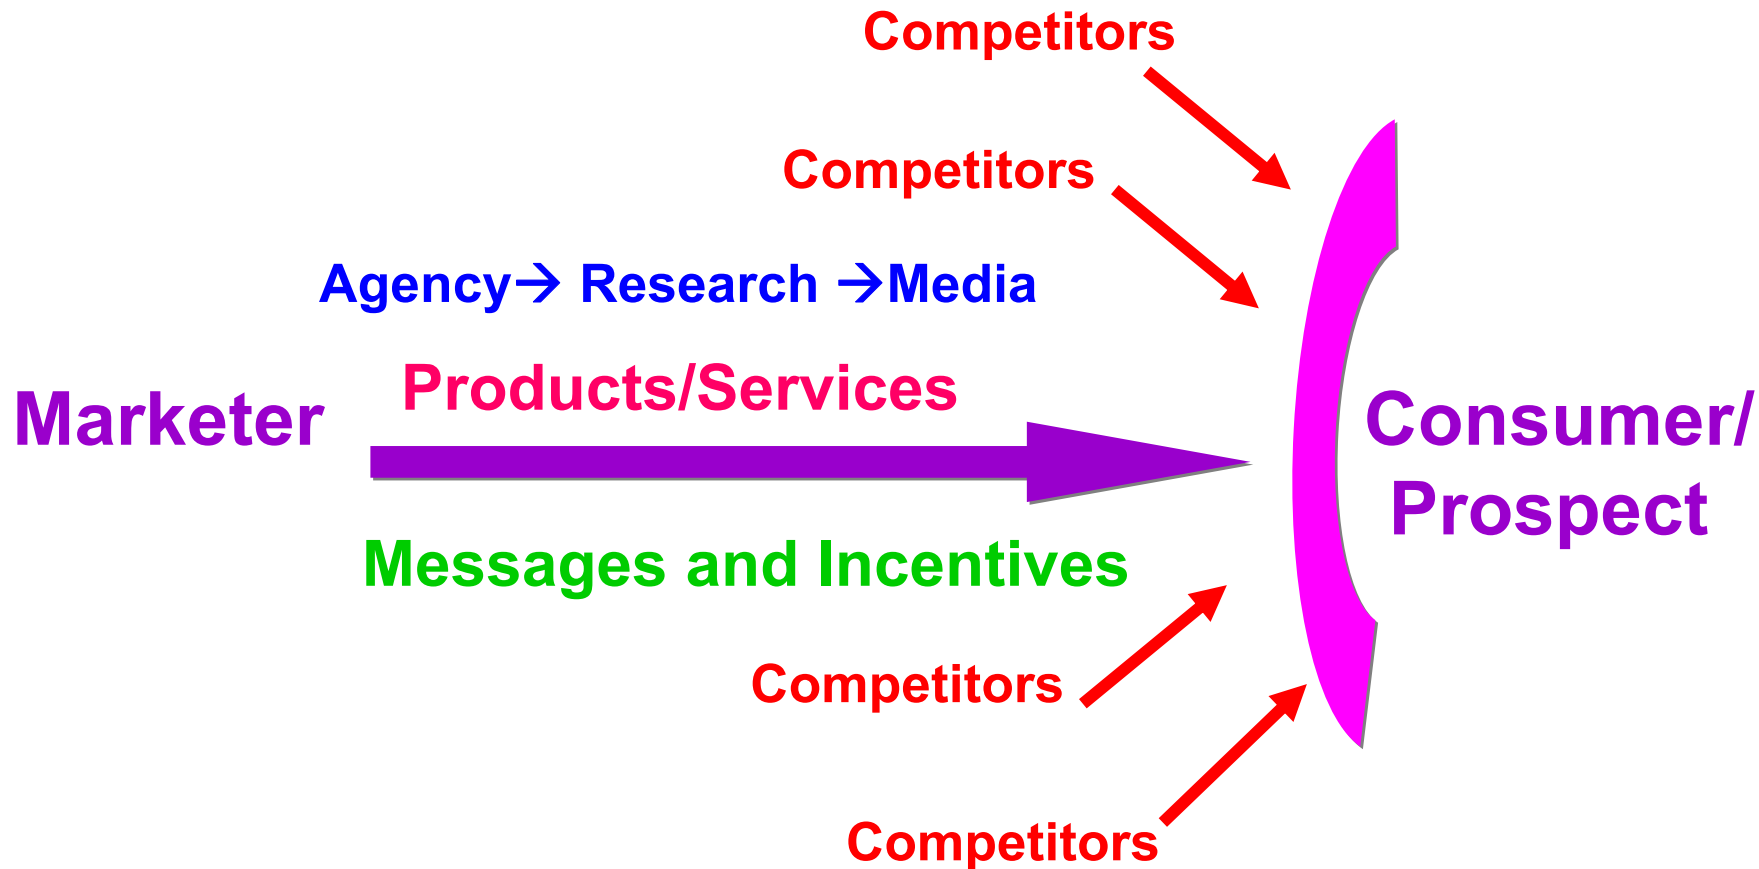 Competitors
Competitors
Agency→ Research →Media
Products/Services
Marketer
Consumer/
Prospect
Messages and Incentives
Competitors
Competitors